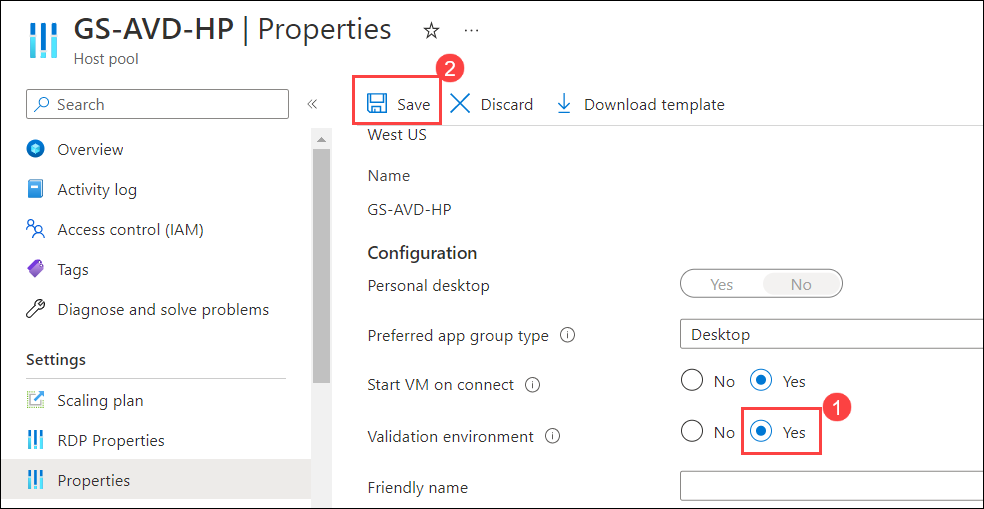 GS-AVD-HP | Properties ...
Host pool
2
Search
«
Save
Discard
Download template
Overview
Activity log
Access control (IAM)
Tags
Diagnose and solve problems
Settings
Scaling plan
RDP Properties
Properties
West US
Name
GS-AVD-HP
Configuration
Personal desktop Yes No
Preferred app group type Desktop
Start VM on connect No Yes
1
Validation environment No Yes
Friendly name